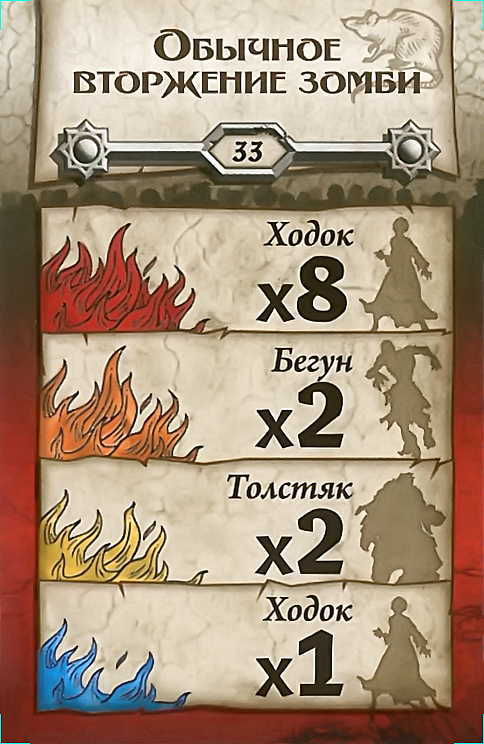 Обычное
вторжение зомби
33
Ходок
x8
Бегун
x2
Толстяк
x2
Ходок
x1